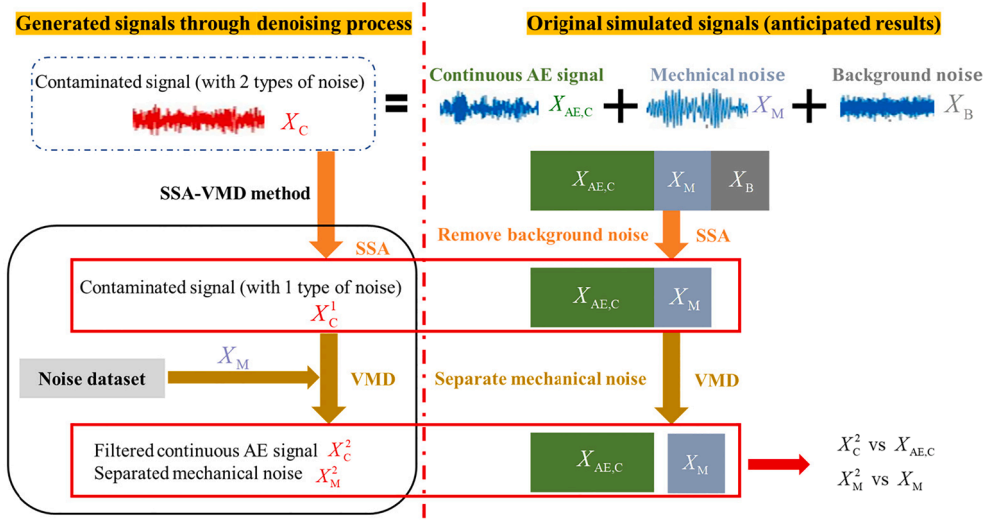 Generated signals through denoising process
Original simulated signals (anticipated results)
Contaminated signal (with 2 types of noise)
X_C
=
Continuous AE signal
X_AE,C
+
Mechnical noise
X_M
+
Background noise
X_B
SSA-VMD method
SSA
X_AE,C X_M X_B
Remove background noise SSA
Contaminated signal (with 1 type of noise)
X_C^1
X_AE,C X_M
Noise dataset
X_M
VMD
Separate mechanical noise VMD
Filtered continuous AE signal X_C^2
Separated mechanical noise X_M^2
X_AE,C X_M
X_C^2 vs X_AE,C
X_M^2 vs X_M